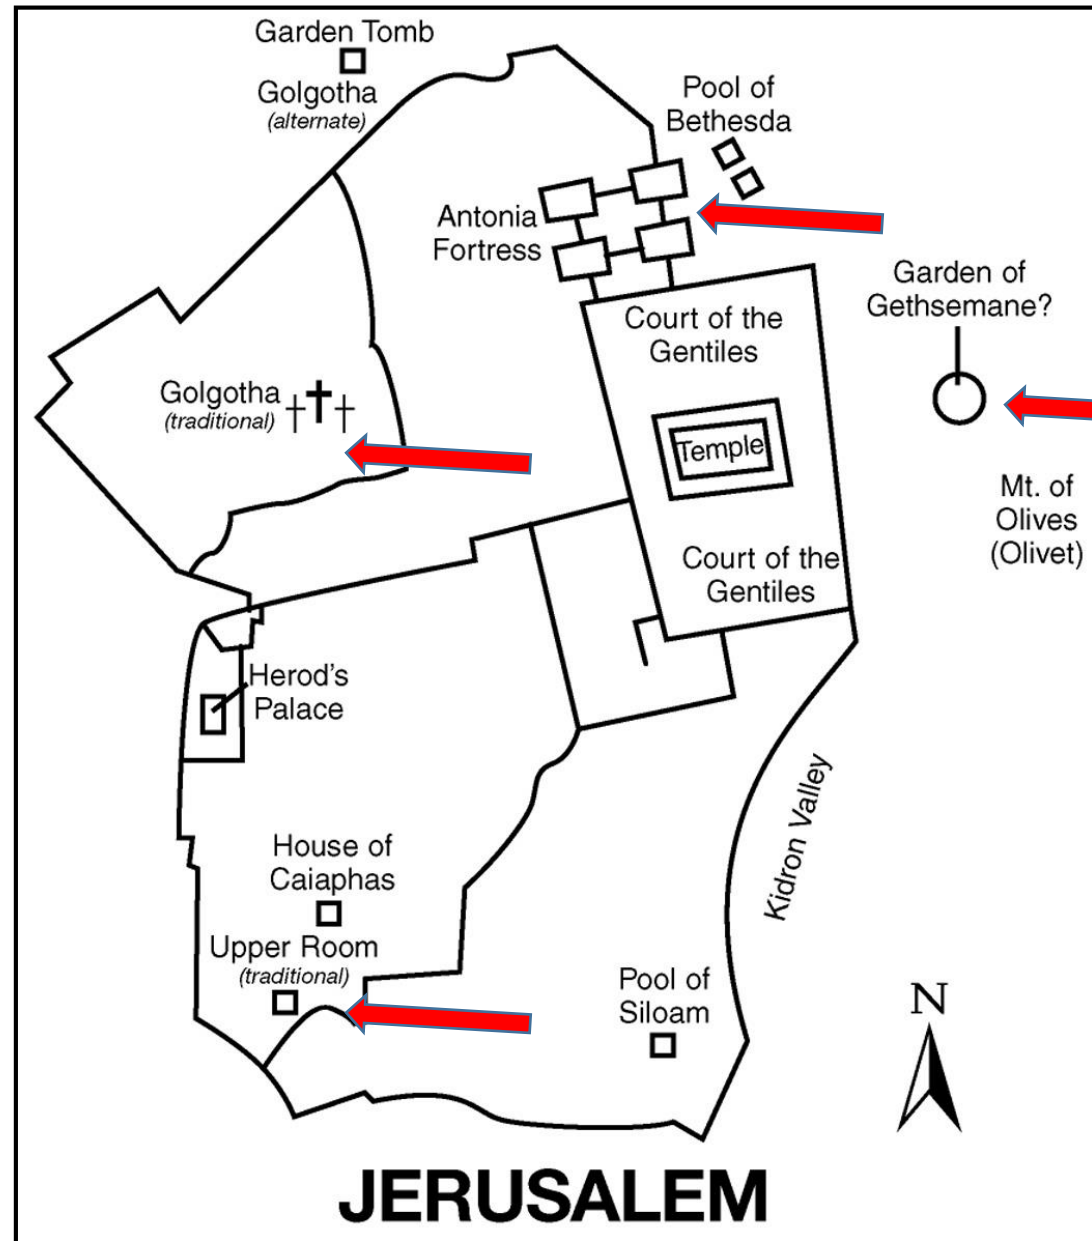 Garden Tomb
Golgotha
(alternate)
Pool of
Bethesda
Antonia
Fortress
Garden of
Gethsemane?
Court of the
Gentiles
Golgotha
(traditional)
Temple
Mt. of
Olives
(Olivet)
Court of the
Gentiles
Herod's
Palace
Kidron Valley
House of
Caiaphas
Upper Room
(traditional)
Pool of
Siloam
N
JERUSALEM